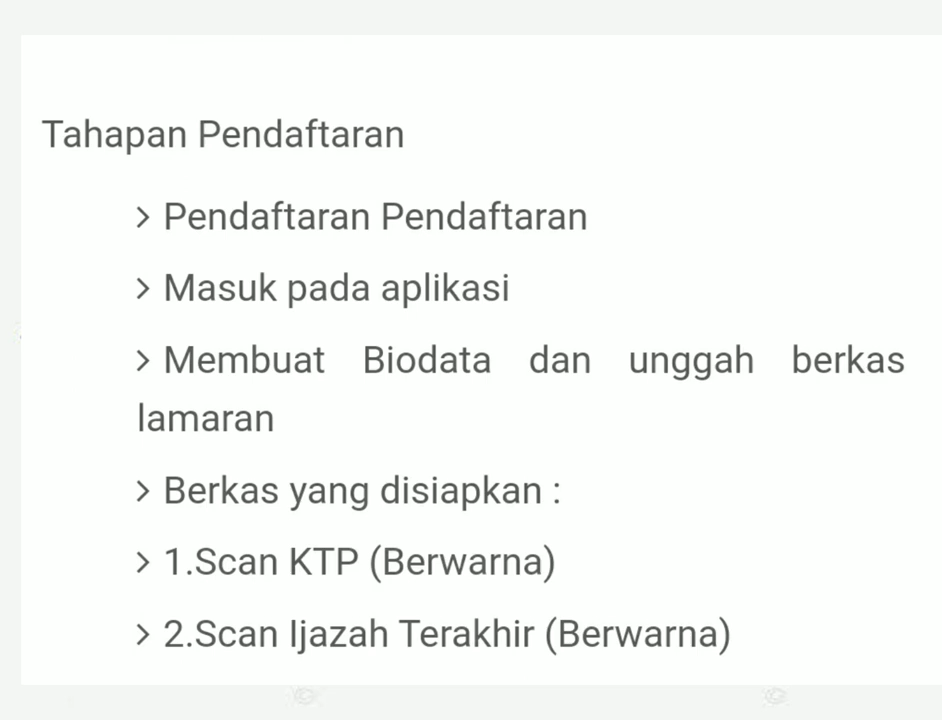 Tahapan Pendaftaran
> Pendaftaran Pendaftaran
> Masuk pada aplikasi
> Membuat Biodata dan unggah berkas
lamaran
> Berkas yang disiapkan :
> 1.Scan KTP (Berwarna)
> 2.Scan Ijazah Terakhir (Berwarna)